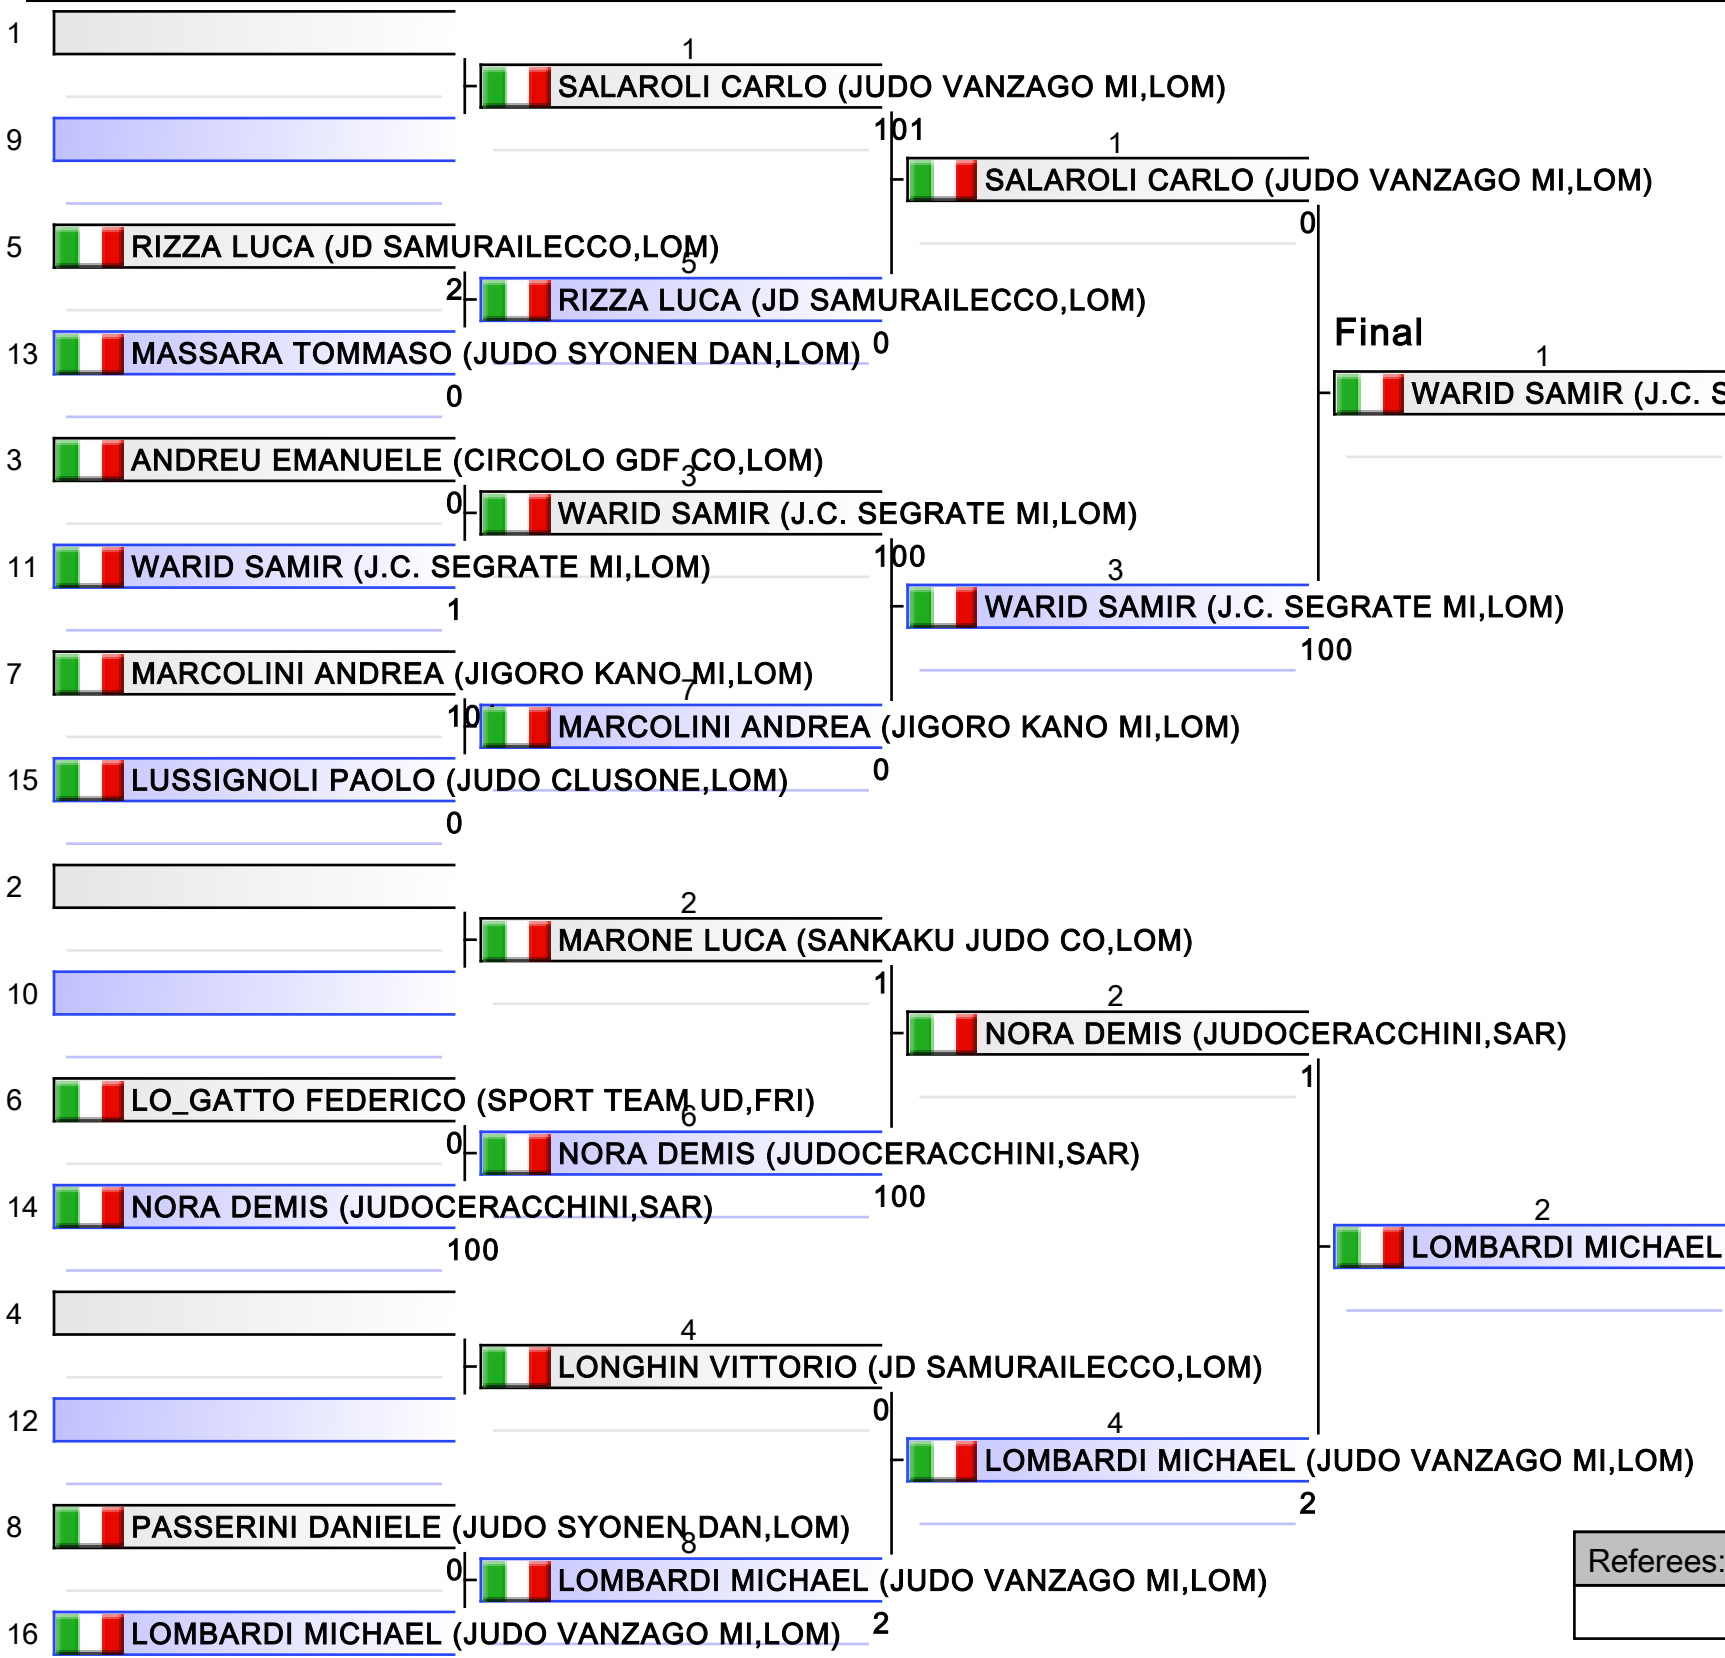 1
1
SALAROLI CARLO (JUDO VANZAGO MI,LOM)
9
101
1
SALAROLI CARLO (JUDO VANZAGO MI,LOM)
0
5 RIZZA LUCA (JD SAMURAILECCO,LOM)
5
2
RIZZA LUCA (JD SAMURAILECCO,LOM)
0
13 MASSARA TOMMASO (JUDO SYONEN DAN,LOM)
0
Final
1
WARID SAMIR (J.C. S
3 ANDREU EMANUELE (CIRCOLO GDF CO,LOM)
3
0
WARID SAMIR (J.C. SEGRATE MI,LOM)
100
11 WARID SAMIR (J.C. SEGRATE MI,LOM)
1
3
WARID SAMIR (J.C. SEGRATE MI,LOM)
100
7 MARCOLINI ANDREA (JIGORO KANO MI,LOM)
7
10
MARCOLINI ANDREA (JIGORO KANO MI,LOM)
0
15 LUSSIGNOLI PAOLO (JUDO CLUSONE,LOM)
0
2
2
MARONE LUCA (SANKAKU JUDO CO,LOM)
1
10
2
NORA DEMIS (JUDOCERACCHINI,SAR)
1
6 LO_GATTO FEDERICO (SPORT TEAM UD,FRI)
6
0
NORA DEMIS (JUDOCERACCHINI,SAR)
100
14 NORA DEMIS (JUDOCERACCHINI,SAR)
100
2
LOMBARDI MICHAEL
4
4
LONGHIN VITTORIO (JD SAMURAILECCO,LOM)
0
12
4
LOMBARDI MICHAEL (JUDO VANZAGO MI,LOM)
2
8 PASSERINI DANIELE (JUDO SYONEN DAN,LOM)
8
0
LOMBARDI MICHAEL (JUDO VANZAGO MI,LOM)
2
16 LOMBARDI MICHAEL (JUDO VANZAGO MI,LOM)
Referees: